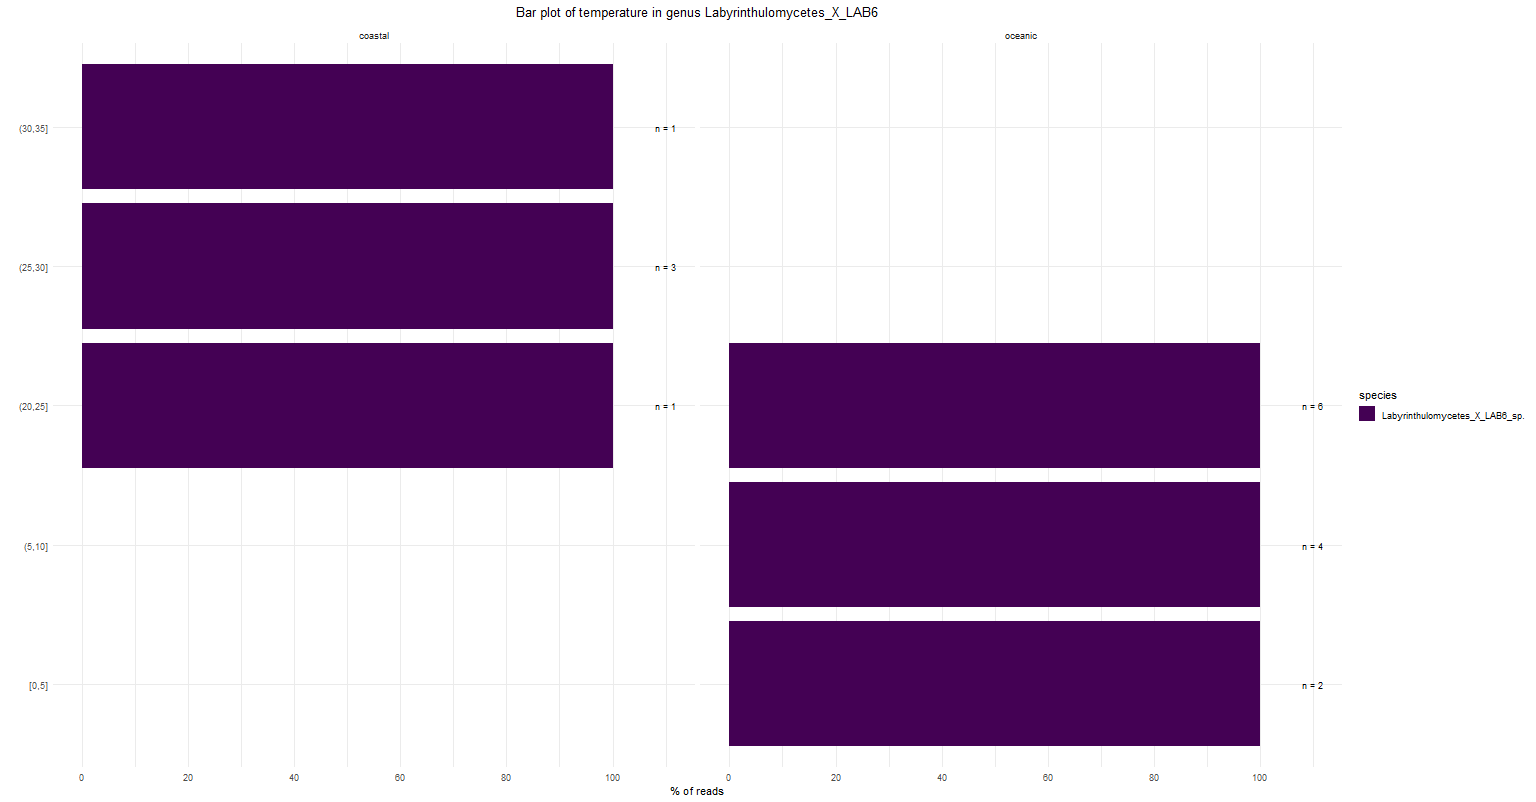 Bar plot of temperature in genus Labyrinthulomycetes_X_LAB6
coastal
oceanic
(30,35]
n = 1
(25,30]
n = 3
(20,25]
n = 1
n = 6
(5,10]
n = 4
[0,5]
n = 2
0 20 40 60 80 100
0 20 40 60 80 100
% of reads
species
Labyrinthulomycetes_X_LAB6_sp.